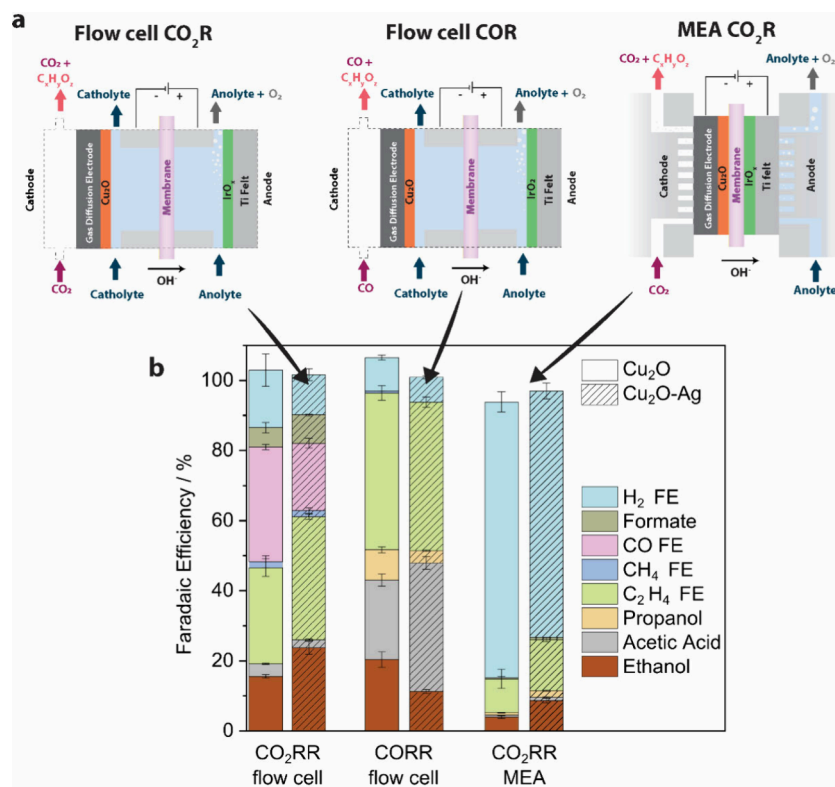 a
Flow cell CO₂R
CO₂ +
CₓHᵧO₂
Catholyte
Anolyte + O₂
-
+
Cathode
Gas Diffusion Electrode
Cu₂O
Membrane
IrOₓ
Ti Felt
Anode
CO₂
Catholyte
OH⁻
Anolyte
Flow cell COR
CO +
CₓHᵧO₂
Catholyte
Anolyte + O₂
-
+
Cathode
Gas Diffusion Electrode
Cu₂O
Membrane
IrO₂
Ti Felt
Anode
CO
Catholyte
OH⁻
Anolyte
MEA CO₂R
CO₂ + CₓHᵧO₂
Anolyte + O₂
-
+
Cathode
Gas Diffusion Electrode
Cu₂O
Membrane
IrOₓ
Ti felt
Anode
CO₂
OH⁻
Anolyte
b
Faradaic Efficiency / %
100
80
60
40
20
0
Cu₂O
Cu₂O-Ag
H₂ FE
Formate
CO FE
CH₄ FE
C₂H₄ FE
Propanol
Acetic Acid
Ethanol
CO₂RR
flow cell
CORR
flow cell
CO₂RR
MEA